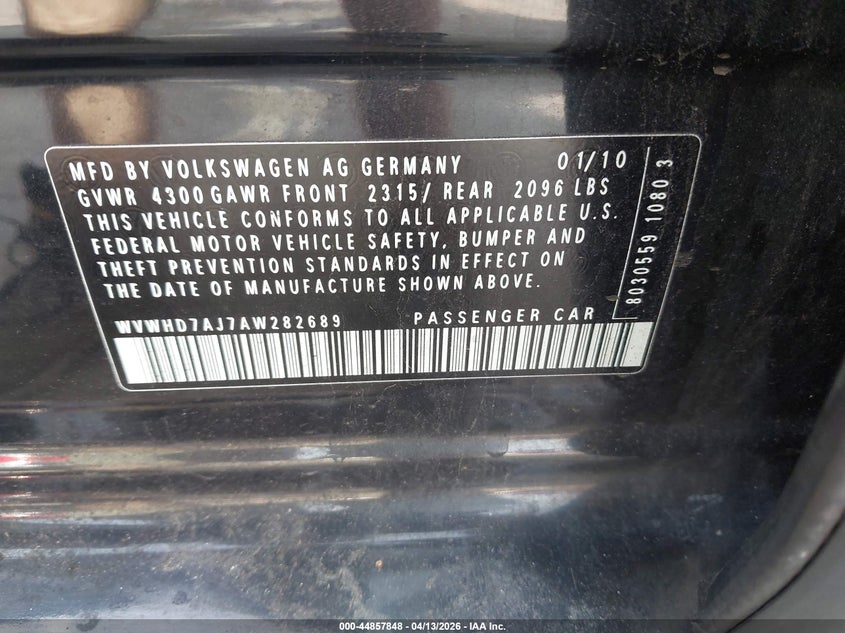 MFD BY VOLKSWAGEN AG GERMANY 01/10
GVWR 4300 GAWR FRONT 2315/ REAR 2096 LBS
THIS VEHICLE CONFORMS TO ALL APPLICABLE U.S.
FEDERAL MOTOR VEHICLE SAFETY, BUMPER AND
THEFT PREVENTION STANDARDS IN EFFECT ON
THE DATE OF MANUFACTURE SHOWN ABOVE.
WVWHD7AJ7AW282689 PASSENGER CAR
8030559 1080 3
000-44857848 - 04/13/2026 - IAA Inc.